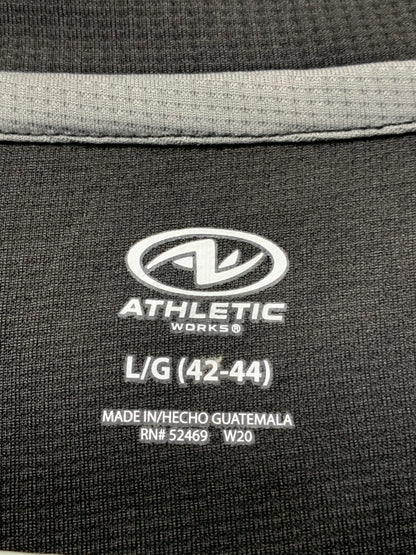 ATHLETIC
WORKS®
L/G (42-44)
MADE IN/HECHO GUATEMALA
RN# 52469 W20